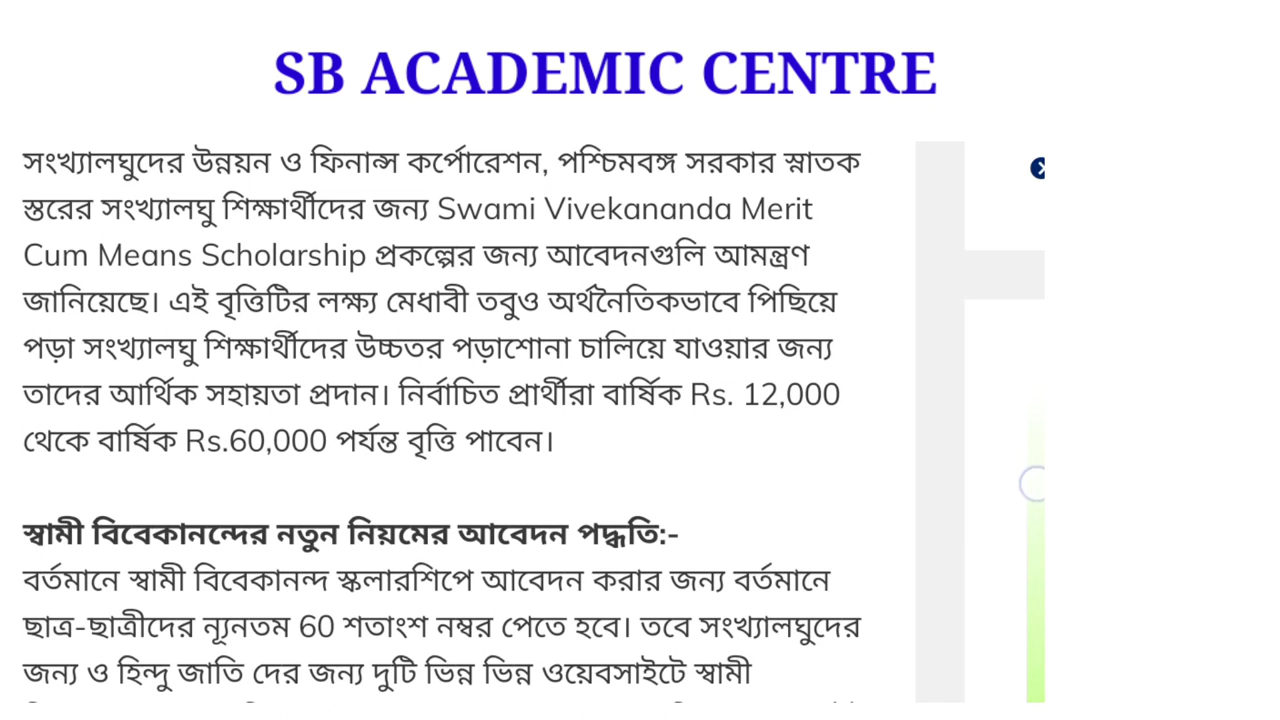 SB ACADEMIC CENTRE
সংখ্যালঘুদের উন্নয়ন ও ফিনান্স কর্পোরেশন, পশ্চিমবঙ্গ সরকার স্নাতক
স্তরের সংখ্যালঘু শিক্ষার্থীদের জন্য Swami Vivekananda Merit
Cum Means Scholarship প্রকল্পের জন্য আবেদনগুলি আমন্ত্রণ
জানিয়েছে। এই বৃত্তিটির লক্ষ্য মেধাবী তবুও অর্থনৈতিকভাবে পিছিয়ে
পড়া সংখ্যালঘু শিক্ষার্থীদের উচ্চতর পড়াশোনা চালিয়ে যাওয়ার জন্য
তাদের আর্থিক সহায়তা প্রদান। নির্বাচিত প্রার্থীরা বার্ষিক Rs. 12,000
থেকে বার্ষিক Rs.60,000 পর্যন্ত বৃত্তি পাবেন।
স্বামী বিবেকানন্দের নতুন নিয়মের আবেদন পদ্ধতি:-
বর্তমানে স্বামী বিবেকানন্দ স্কলারশিপে আবেদন করার জন্য বর্তমানে
ছাত্র-ছাত্রীদের ন্যূনতম 60 শতাংশ নম্বর পেতে হবে। তবে সংখ্যালঘুদের
জন্য ও হিন্দু জাতি দের জন্য দুটি ভিন্ন ভিন্ন ওয়েবসাইটে স্বামী